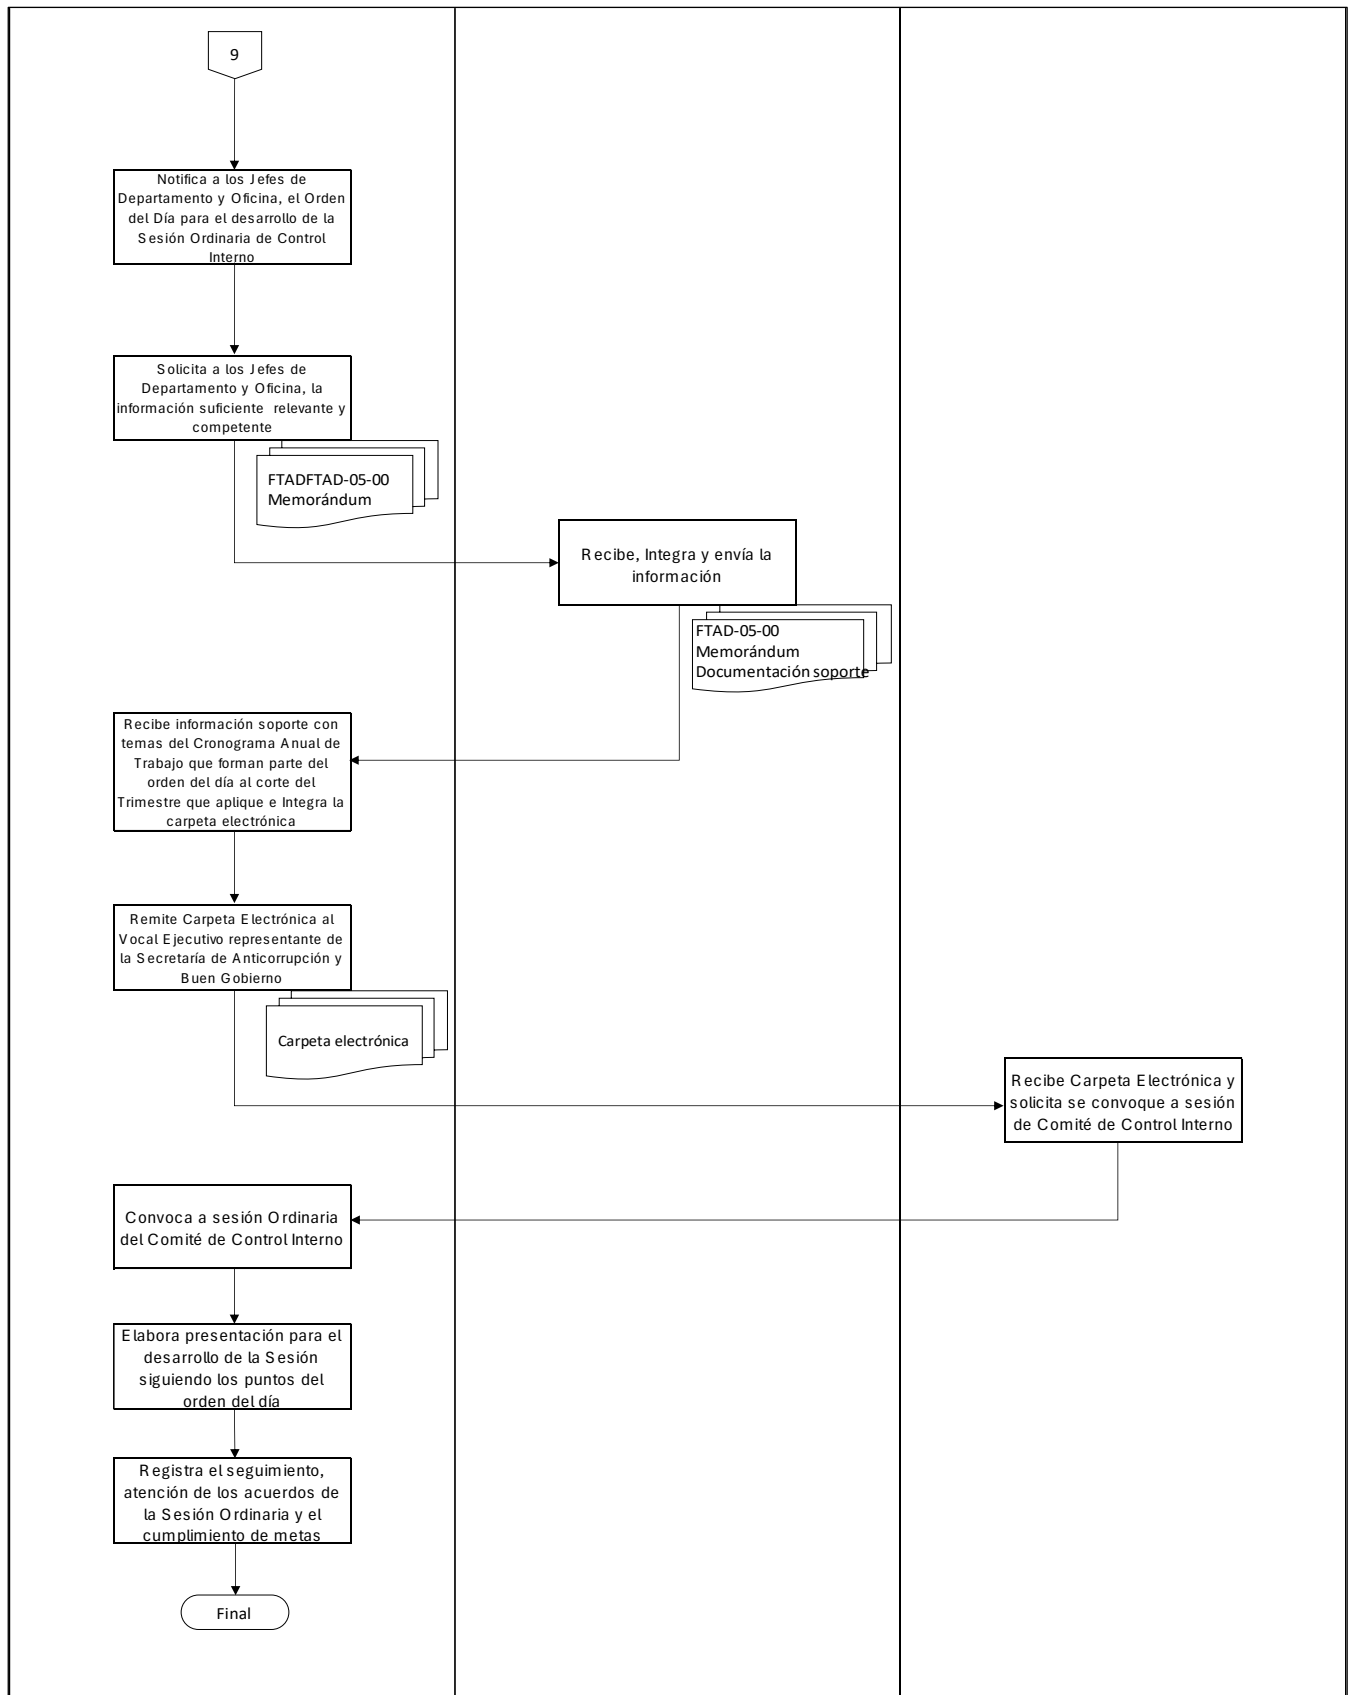 9
Notifica a los Jefes de
Departamento y Oficina, el Orden
del Día para el desarrollo de la
Sesión Ordinaria de Control
Interno
Solicita a los Jefes de
Departamento y Oficina, la
información suficiente relevante y
competente
FTADFTAD-05-00
Memorándum
Recibe, Integra y envía la
información
FTAD-05-00
Memorándum
Documentación soporte
Recibe información soporte con
temas del Cronograma Anual de
Trabajo que forman parte del
orden del día al corte del
Trimestre que aplique e Integra la
carpeta electrónica
Remite Carpeta Electrónica al
Vocal Ejecutivo representante de
la Secretaría de Anticorrupción y
Buen Gobierno
Carpeta electrónica
Recibe Carpeta Electrónica y
solicita se convoque a sesión
de Comité de Control Interno
Convoca a sesión Ordinaria
del Comité de Control Interno
Elabora presentación para el
desarrollo de la Sesión
siguiendo los puntos del
orden del día
Registra el seguimiento,
atención de los acuerdos de
la Sesión Ordinaria y el
cumplimiento de metas
Final